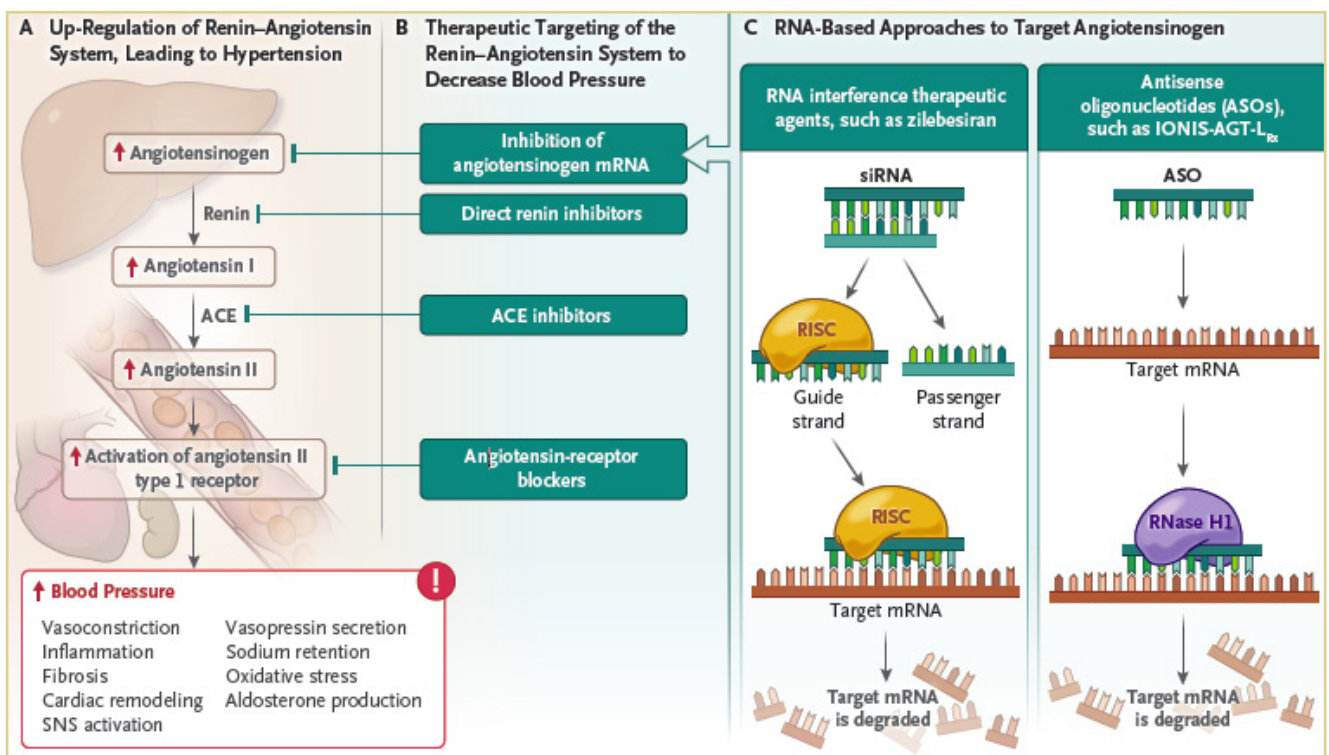 A Up-Regulation of Renin–Angiotensin
System, Leading to Hypertension
Angiotensinogen
Renin
Angiotensin I
ACE
Angiotensin II
Activation of angiotensin II
type 1 receptor
Blood Pressure
!
Vasoconstriction
Inflammation
Fibrosis
Cardiac remodeling
SNS activation
Vasopressin secretion
Sodium retention
Oxidative stress
Aldosterone production
B Therapeutic Targeting of the
Renin–Angiotensin System to
Decrease Blood Pressure
Inhibition of
angiotensinogen mRNA
Direct renin inhibitors
ACE inhibitors
Angiotensin-receptor
blockers
C RNA-Based Approaches to Target Angiotensinogen
RNA interference therapeutic
agents, such as zilebesiran
siRNA
RISC
Guide
strand
Passenger
strand
RISC
Target mRNA
Target mRNA
is degraded
Antisense
oligonucleotides (ASOs),
such as IONIS-AGT-LRx
ASO
Target mRNA
RNase H1
Target mRNA
is degraded